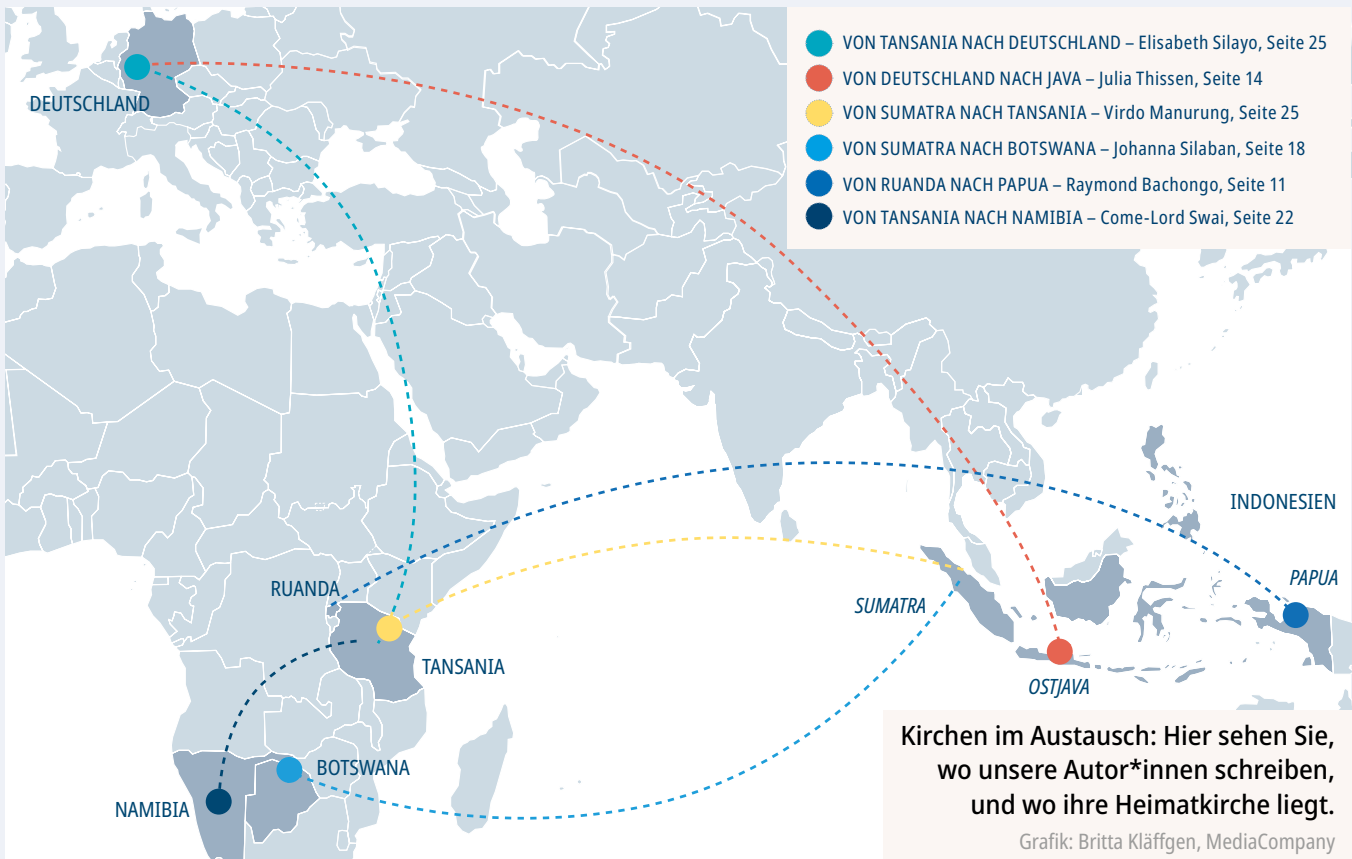 VON TANSANIA NACH DEUTSCHLAND – Elisabeth Silayo, Seite 25
VON DEUTSCHLAND NACH JAVA – Julia Thissen, Seite 14
VON SUMATRA NACH TANSANIA – Virdo Manurung, Seite 25
VON SUMATRA NACH BOTSWANA – Johanna Silaban, Seite 18
VON RUANDA NACH PAPUA – Raymond Bachongo, Seite 11
VON TANSANIA NACH NAMIBIA – Come-Lord Swai, Seite 22
DEUTSCHLAND
INDONESIEN
PAPUA
RUANDA
SUMATRA
TANSANIA
OSTJAVA
BOTSWANA
NAMIBIA
Kirchen im Austausch: Hier sehen Sie,
wo unsere Autor*innen schreiben,
und wo ihre Heimatkirche liegt.
Grafik: Britta Kläffgen, MediaCompany